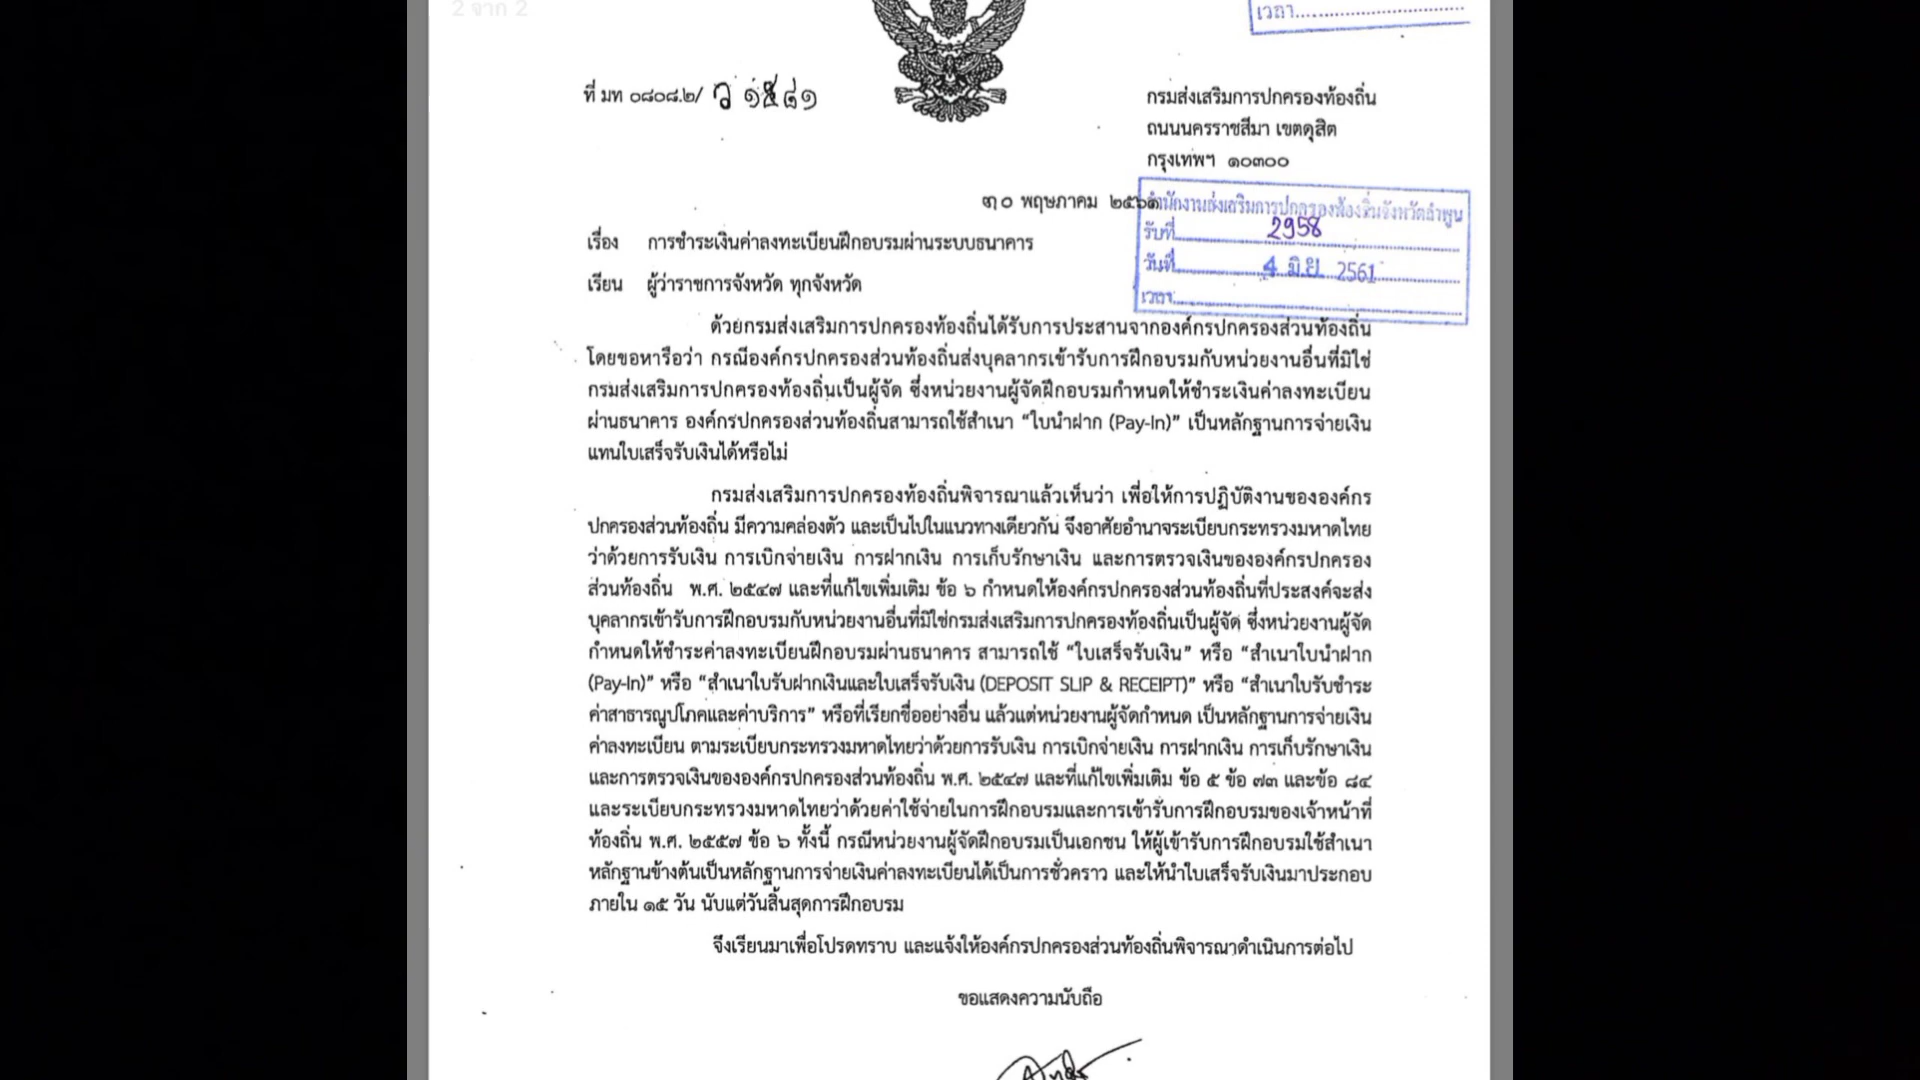 2 จาก 2
เวลา
ที่ มท ๐๘๐๘.๒/ ว ๑๕๘๑
กรมส่งเสริมการปกครองท้องถิ่น
ถนนนครราชสีมา เขตดุสิต
กรุงเทพฯ ๑๐๓๐๐
๓๐ พฤษภาคม ๒๕๖๑
สำนักงานส่งเสริมการปกครองท้องถิ่นจังหวัดลำพูน
รับที่ 2958
วันที่ 4 มิ.ย. 2561
เวลา
เรื่อง การชำระเงินค่าลงทะเบียนฝึกอบรมผ่านระบบธนาคาร
เรียน ผู้ว่าราชการจังหวัด ทุกจังหวัด
ด้วยกรมส่งเสริมการปกครองท้องถิ่นได้รับการประสานจากองค์กรปกครองส่วนท้องถิ่น
โดยขอหารือว่า กรณีองค์กรปกครองส่วนท้องถิ่นส่งบุคลากรเข้ารับการฝึกอบรมกับหน่วยงานอื่นที่มิใช่
กรมส่งเสริมการปกครองท้องถิ่นเป็นผู้จัด ซึ่งหน่วยงานผู้จัดฝึกอบรมกำหนดให้ชำระเงินค่าลงทะเบียน
ผ่านธนาคาร องค์กรปกครองส่วนท้องถิ่นสามารถใช้สำเนา “ใบนำฝาก (Pay-In)” เป็นหลักฐานการจ่ายเงิน
แทนใบเสร็จรับเงินได้หรือไม่
กรมส่งเสริมการปกครองท้องถิ่นพิจารณาแล้วเห็นว่า เพื่อให้การปฏิบัติงานขององค์กร
ปกครองส่วนท้องถิ่น มีความคล่องตัว และเป็นไปในแนวทางเดียวกัน จึงอาศัยอำนาจระเบียบกระทรวงมหาดไทย
ว่าด้วยการรับเงิน การเบิกจ่ายเงิน การฝากเงิน การเก็บรักษาเงิน และการตรวจเงินขององค์กรปกครอง
ส่วนท้องถิ่น พ.ศ. ๒๕๔๗ และที่แก้ไขเพิ่มเติม ข้อ ๖ กำหนดให้องค์กรปกครองส่วนท้องถิ่นที่ประสงค์จะส่ง
บุคลากรเข้ารับการฝึกอบรมกับหน่วยงานอื่นที่มิใช่กรมส่งเสริมการปกครองท้องถิ่นเป็นผู้จัด ซึ่งหน่วยงานผู้จัด
กำหนดให้ชำระค่าลงทะเบียนฝึกอบรมผ่านธนาคาร สามารถใช้ “ใบเสร็จรับเงิน” หรือ “สำเนาใบนำฝาก
(Pay-In)” หรือ “สำเนาใบรับฝากเงินและใบเสร็จรับเงิน (DEPOSIT SLIP & RECEIPT)” หรือ “สำเนาใบรับชำระ
ค่าสาธารณูปโภคและค่าบริการ” หรือที่เรียกชื่ออย่างอื่น แล้วแต่หน่วยงานผู้จัดกำหนด เป็นหลักฐานการจ่ายเงิน
ค่าลงทะเบียน ตามระเบียบกระทรวงมหาดไทยว่าด้วยการรับเงิน การเบิกจ่ายเงิน การฝากเงิน การเก็บรักษาเงิน
และการตรวจเงินขององค์กรปกครองส่วนท้องถิ่น พ.ศ. ๒๕๔๗ และที่แก้ไขเพิ่มเติม ข้อ ๕ ข้อ ๗๓ และข้อ ๘๔
และระเบียบกระทรวงมหาดไทยว่าด้วยค่าใช้จ่ายในการฝึกอบรมและการเข้ารับการฝึกอบรมของเจ้าหน้าที่
ท้องถิ่น พ.ศ. ๒๕๕๗ ข้อ ๖ ทั้งนี้ กรณีหน่วยงานผู้จัดฝึกอบรมเป็นเอกชน ให้ผู้เข้ารับการฝึกอบรมใช้สำเนา
หลักฐานข้างต้นเป็นหลักฐานการจ่ายเงินค่าลงทะเบียนได้เป็นการชั่วคราว และให้นำใบเสร็จรับเงินมาประกอบ
ภายใน ๑๕ วัน นับแต่วันสิ้นสุดการฝึกอบรม
จึงเรียนมาเพื่อโปรดทราบ และแจ้งให้องค์กรปกครองส่วนท้องถิ่นพิจารณาดำเนินการต่อไป
ขอแสดงความนับถือ